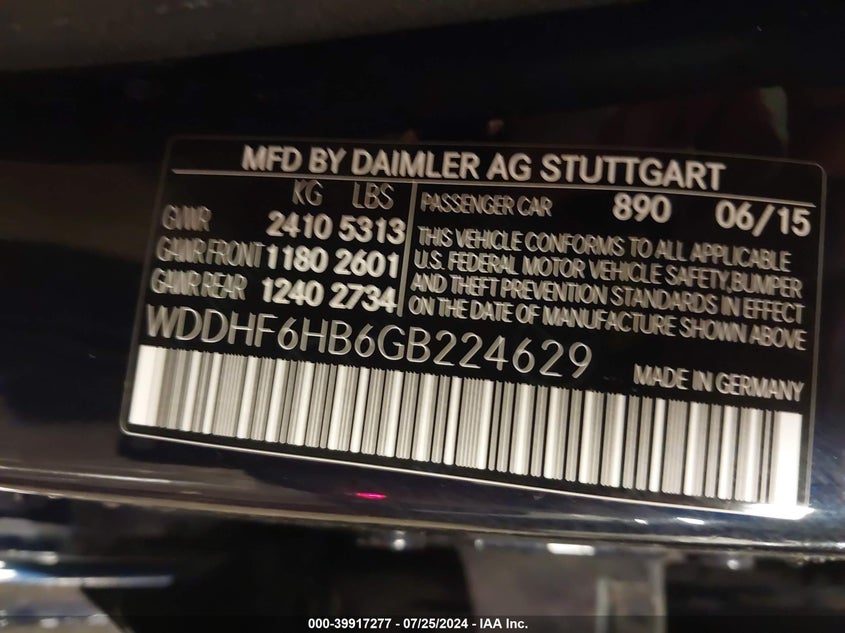 MFD BY DAIMLER AG STUTTGART
KG LBS
GVWR 2410 5313
GAWR FRONT 1180 2601
GAWR REAR 1240 2734
PASSENGER CAR 890 06/15
THIS VEHICLE CONFORMS TO ALL APPLICABLE
U.S. FEDERAL MOTOR VEHICLE SAFETY, BUMPER
AND THEFT PREVENTION STANDARDS IN EFFECT
ON THE DATE OF MANUFACTURE SHOWN ABOVE
WDDHF6HB6GB224629
MADE IN GERMANY
000-39917277 - 07/25/2024 - IAA Inc.